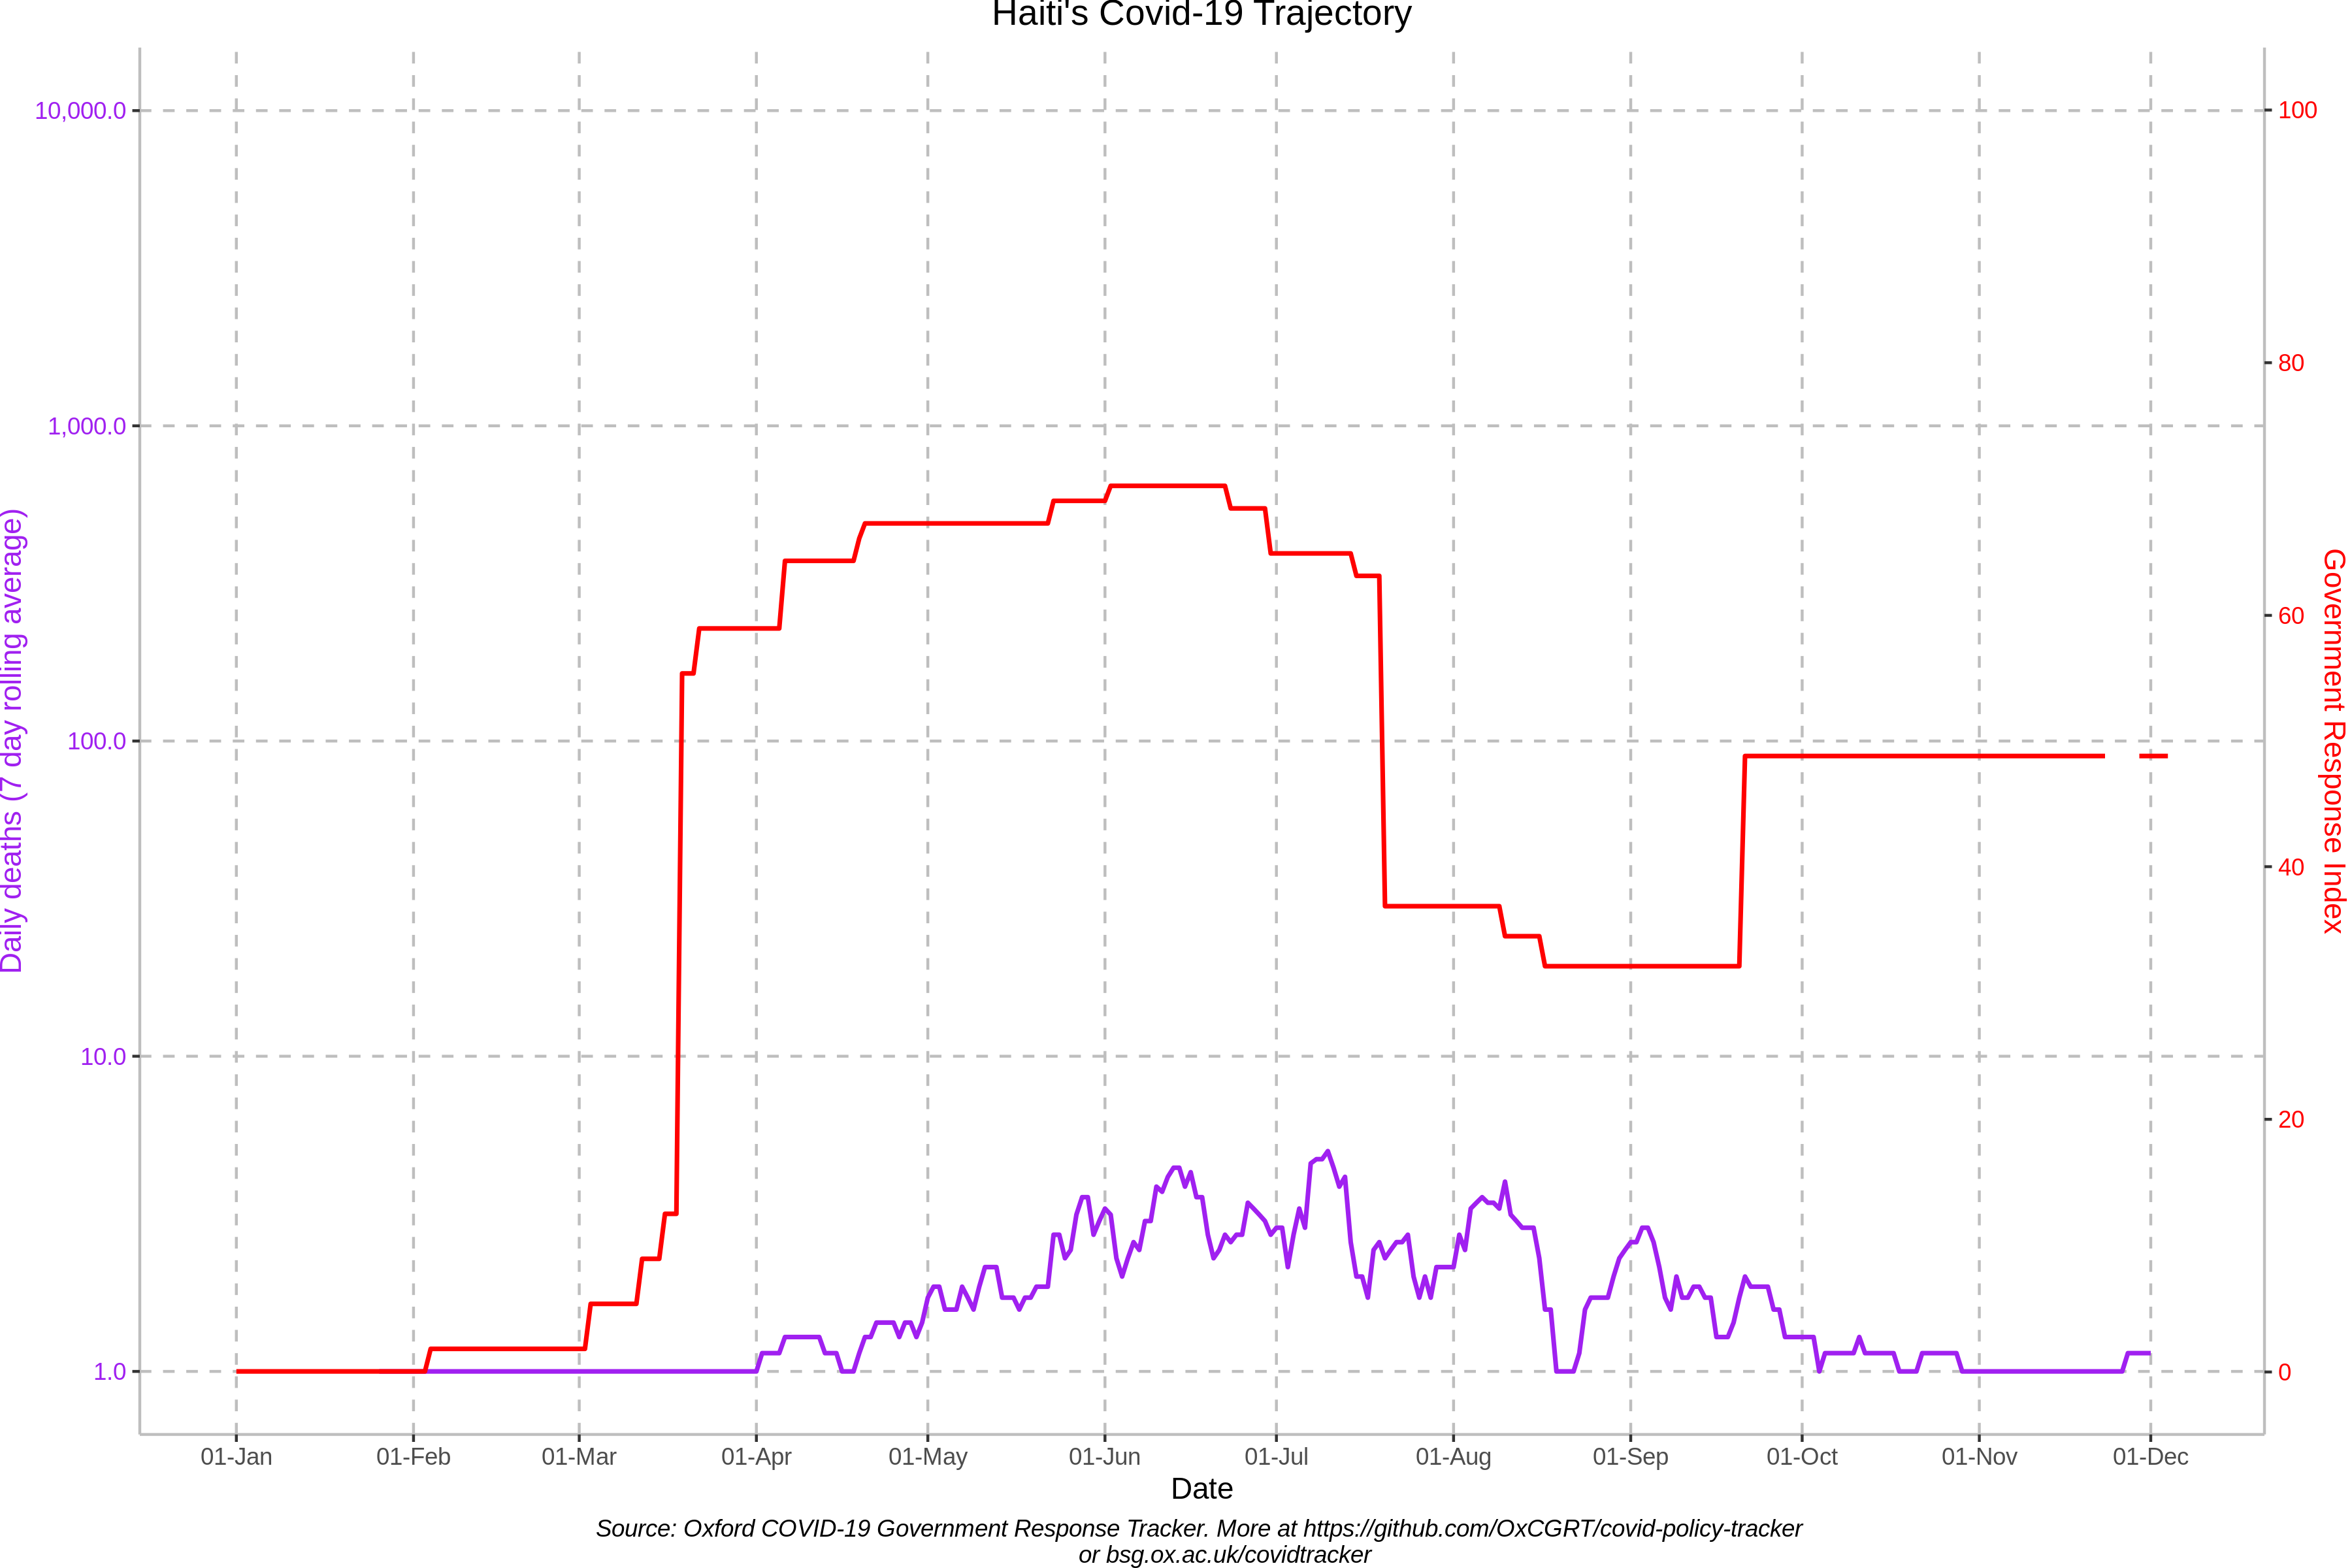 Haiti's Covid-19 Trajectory
10,000.0
1,000.0
100.0
10.0
1.0
Daily deaths (7 day rolling average)
100
80
60
40
20
0
Government Response Index
01-Jan
01-Feb
01-Mar
01-Apr
01-May
01-Jun
01-Jul
01-Aug
01-Sep
01-Oct
01-Nov
01-Dec
Date
Source: Oxford COVID-19 Government Response Tracker. More at https://github.com/OxCGRT/covid-policy-tracker
or bsg.ox.ac.uk/covidtracker